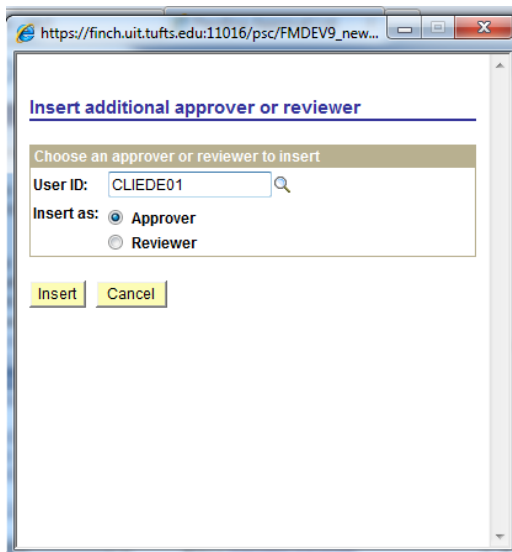 https://finch.uit.tufts.edu:11016/psc/FMDEV9_new...
Insert additional approver or reviewer
Choose an approver or reviewer to insert
User ID: CLIEDE01
Insert as: Approver
Reviewer
Insert Cancel